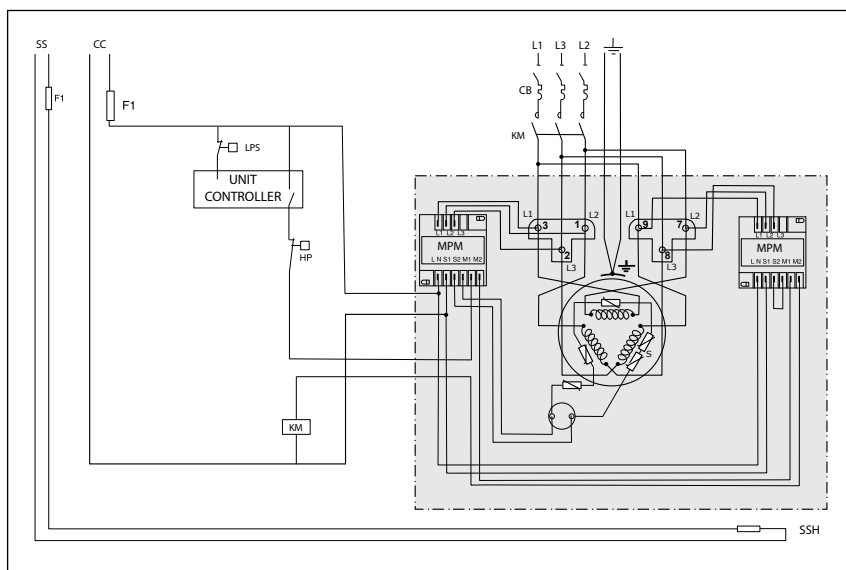 SS CC L1 L3 L2
F1 F1 CB
LPS KM
UNIT
CONTROLLER
L1 3 1 L2 L1 9 7 L2
L1 L2 L3 L1 L2 L3
MPM MPM
HP 2 8
L3 L3
L N S1 S2 M1 M2 L N S1 S2 M1 M2
S
KM
SSH